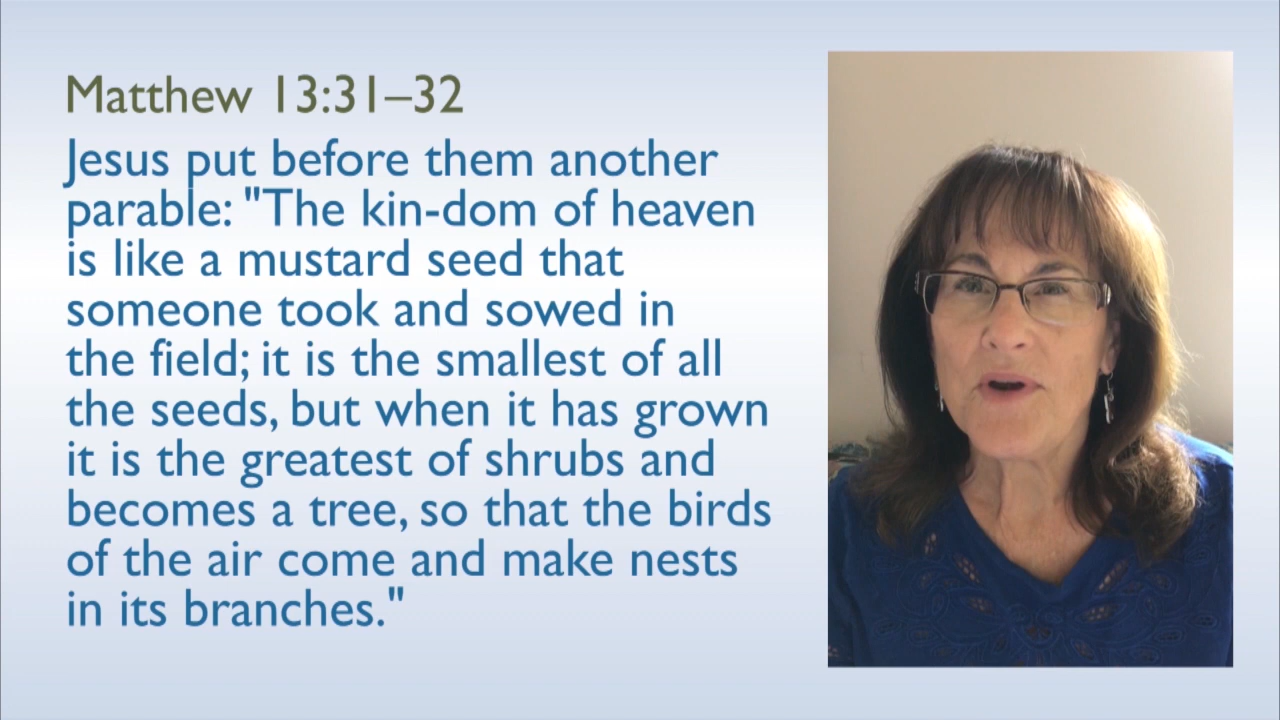 Matthew 13:31–32
Jesus put before them another
parable: "The kin-dom of heaven
is like a mustard seed that
someone took and sowed in
the field; it is the smallest of all
the seeds, but when it has grown
it is the greatest of shrubs and
becomes a tree, so that the birds
of the air come and make nests
in its branches."